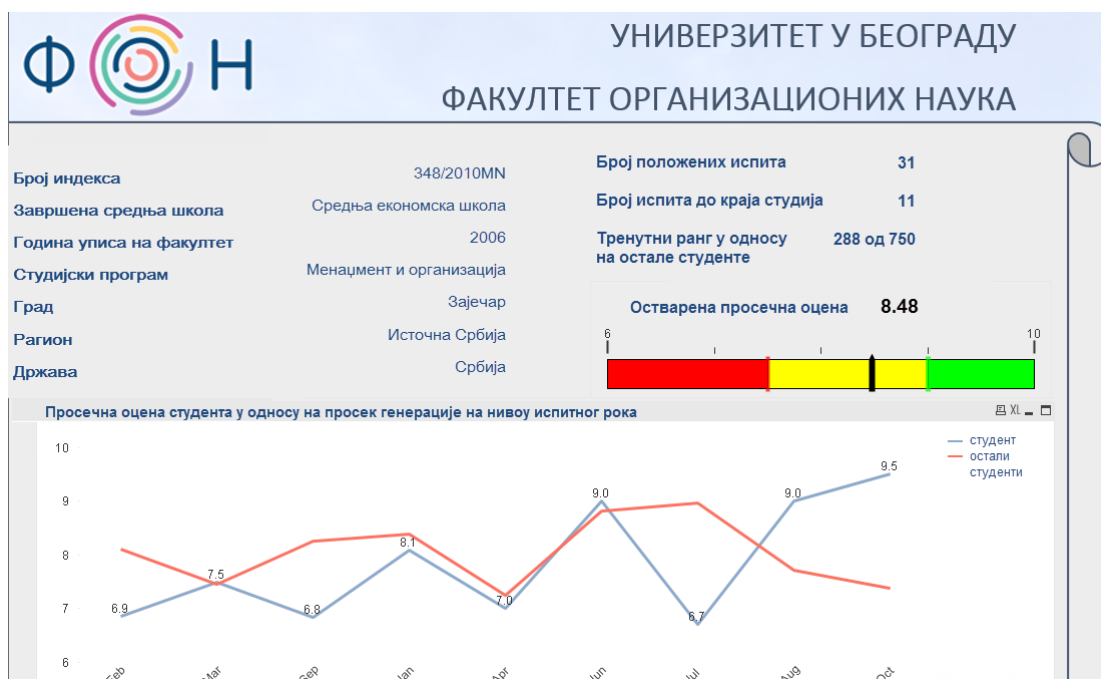 ФОН
УНИВЕРЗИТЕТ У БЕОГРАДУ
ФАКУЛТЕТ ОРГАНИЗАЦИОНИХ НАУКА
Број индекса 348/2010MN
Завршена средња школа Средња економска школа
Година уписа на факултет 2006
Студијски програм Менаџмент и организација
Град Зајечар
Рагион Источна Србија
Држава Србија
Број положених испита 31
Број испита до краја студија 11
Тренутни ранг у односу 288 од 750
на остале студенте
Остварена просечна оцена 8.48
6 10
Просечна оцена студента у односу на просек генерације на нивоу испитног рока
XL
студент
остали
студенти
10
9
8
7
6
6.9 7.5 6.8 8.1 7.0 9.0 6.7 9.0 9.5
Feb Mar Sep Jan Apr Jun Jul Aug Oct